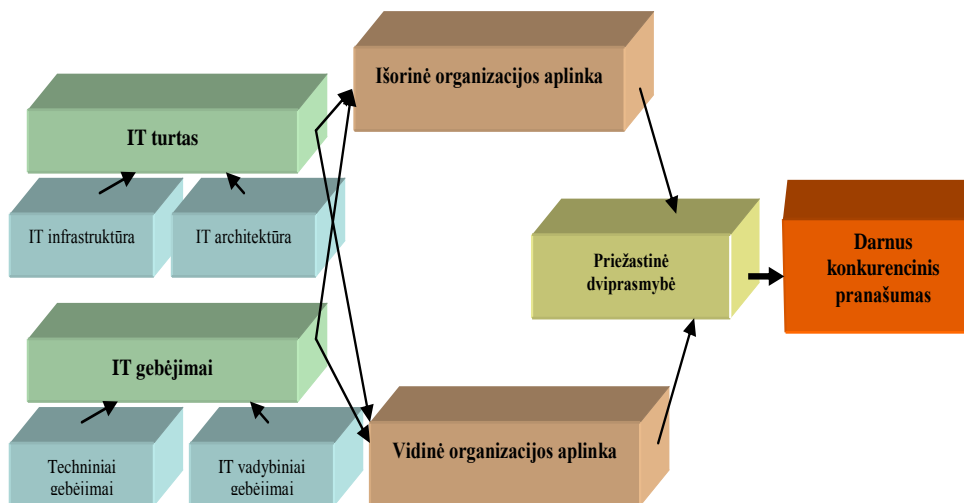 Išorinė organizacijos aplinka
IT turtas
IT infrastruktūra
IT architektūra
Priežastinė
dviprasmybė
Darnus
konkurencinis
pranašumas
IT gebėjimai
Vidinė organizacijos aplinka
Techniniai
gebėjimai
IT vadybiniai
gebėjimai